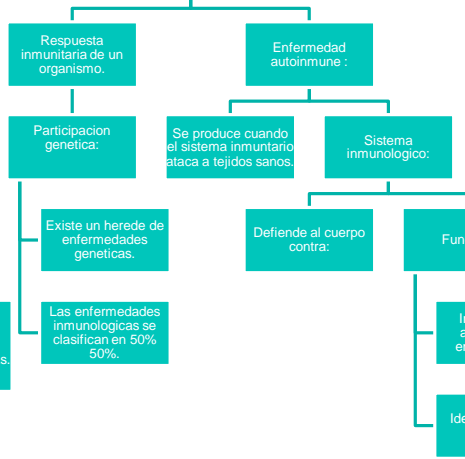 Respuesta
inmunitaria de un
organismo.
Enfermedad
autoinmune :
Participacion
genetica:
Se produce cuando
el sistema inmuntario
ataca a tejidos sanos.
Sistema
inmunologico:
Existe un herede de
enfermedades
geneticas.
Defiende al cuerpo
contra:
Las enfermedades
inmunologicas se
clasifican en 50%
50%.